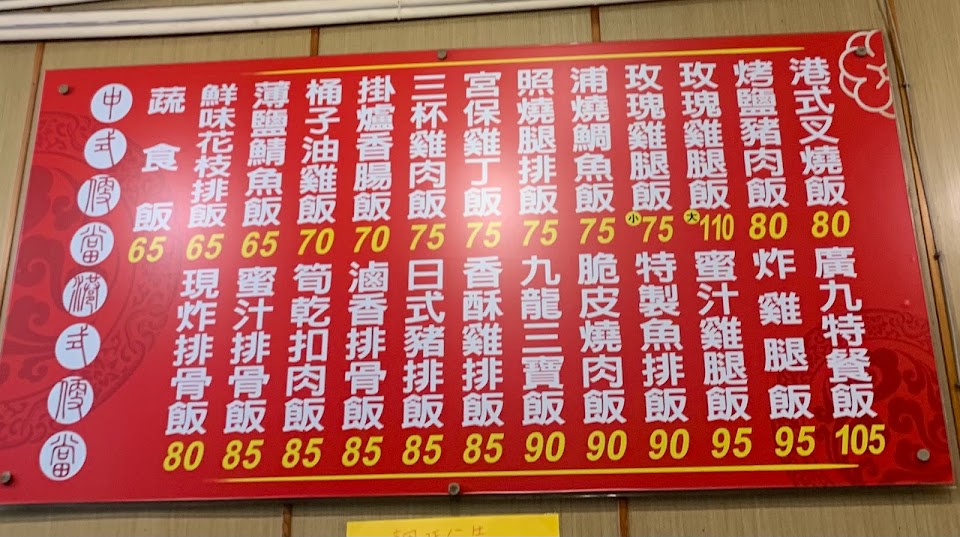 中式便當港式便當
蔬食飯 65
鮮味花枝排飯 65
薄鹽鯖魚飯 65
桶子油雞飯 70
掛爐香腸飯 70
三杯雞肉飯 75
宮保雞丁飯 75
照燒腿排飯 75
浦燒鯛魚飯 75
玫瑰雞腿飯 小75
玫瑰雞腿飯 大110
烤鹽豬肉飯 80
港式叉燒飯 80
現炸排骨飯 80
蜜汁排骨飯 85
筍乾扣肉飯 85
滷香排骨飯 85
日式豬排飯 85
香酥雞排飯 85
九龍三寶飯 90
脆皮燒肉飯 90
特製魚排飯 90
蜜汁雞腿飯 95
炸雞腿飯 95
廣九特餐飯 105